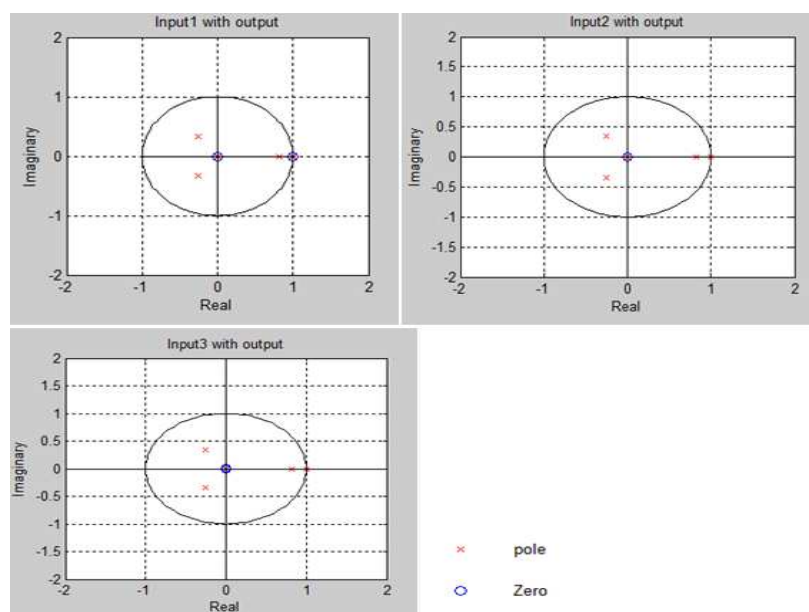 Input1 with output
2
1
0
-1
-2
-2 -1 0 1 2
Imaginary
Real
Input2 with output
2
1.5
1
0.5
0
-0.5
-1
-1.5
-2
-2 -1 0 1 2
Imaginary
Real
Input3 with output
2
1.5
1
0.5
0
-0.5
-1
-1.5
-2
-2 -1 0 1 2
Imaginary
Real
pole
Zero